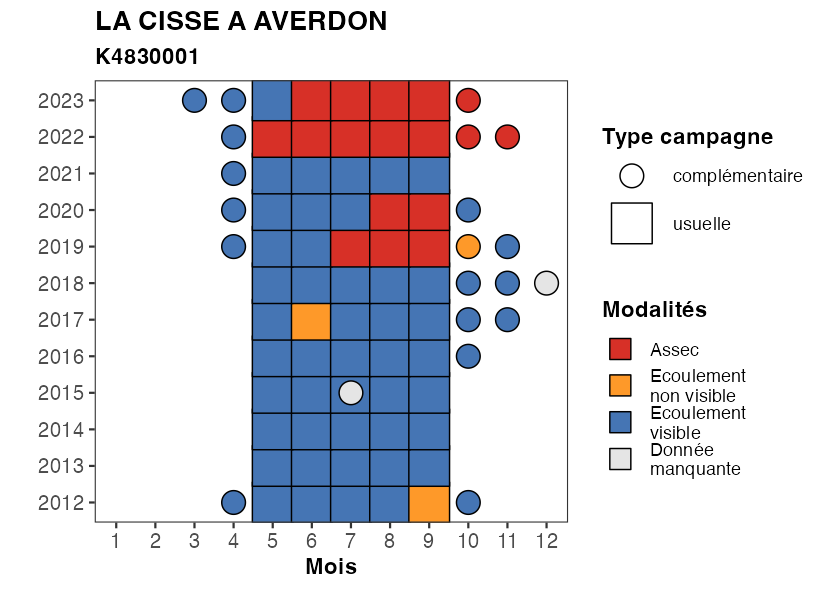 LA CISSE A AVERDON
K4830001
2023
2022
2021
2020
2019
2018
2017
2016
2015
2014
2013
2012
1 2 3 4 5 6 7 8 9 10 11 12
Mois
Type campagne
complémentaire
usuelle
Modalités
Assec
Ecoulement
non visible
Ecoulement
visible
Donnée
manquante